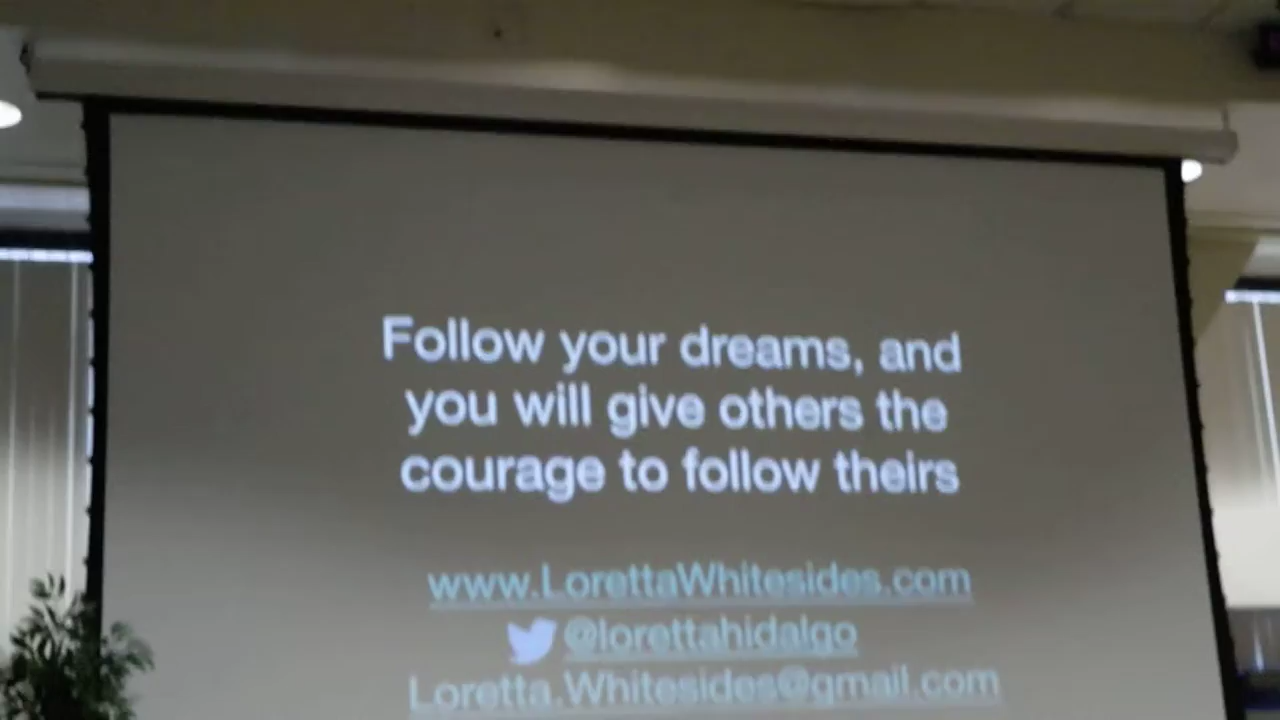 Follow your dreams, and
you will give others the
courage to follow theirs
www.LorettaWhitesides.com
@lorettahidalgo
Loretta.Whitesides@gmail.com